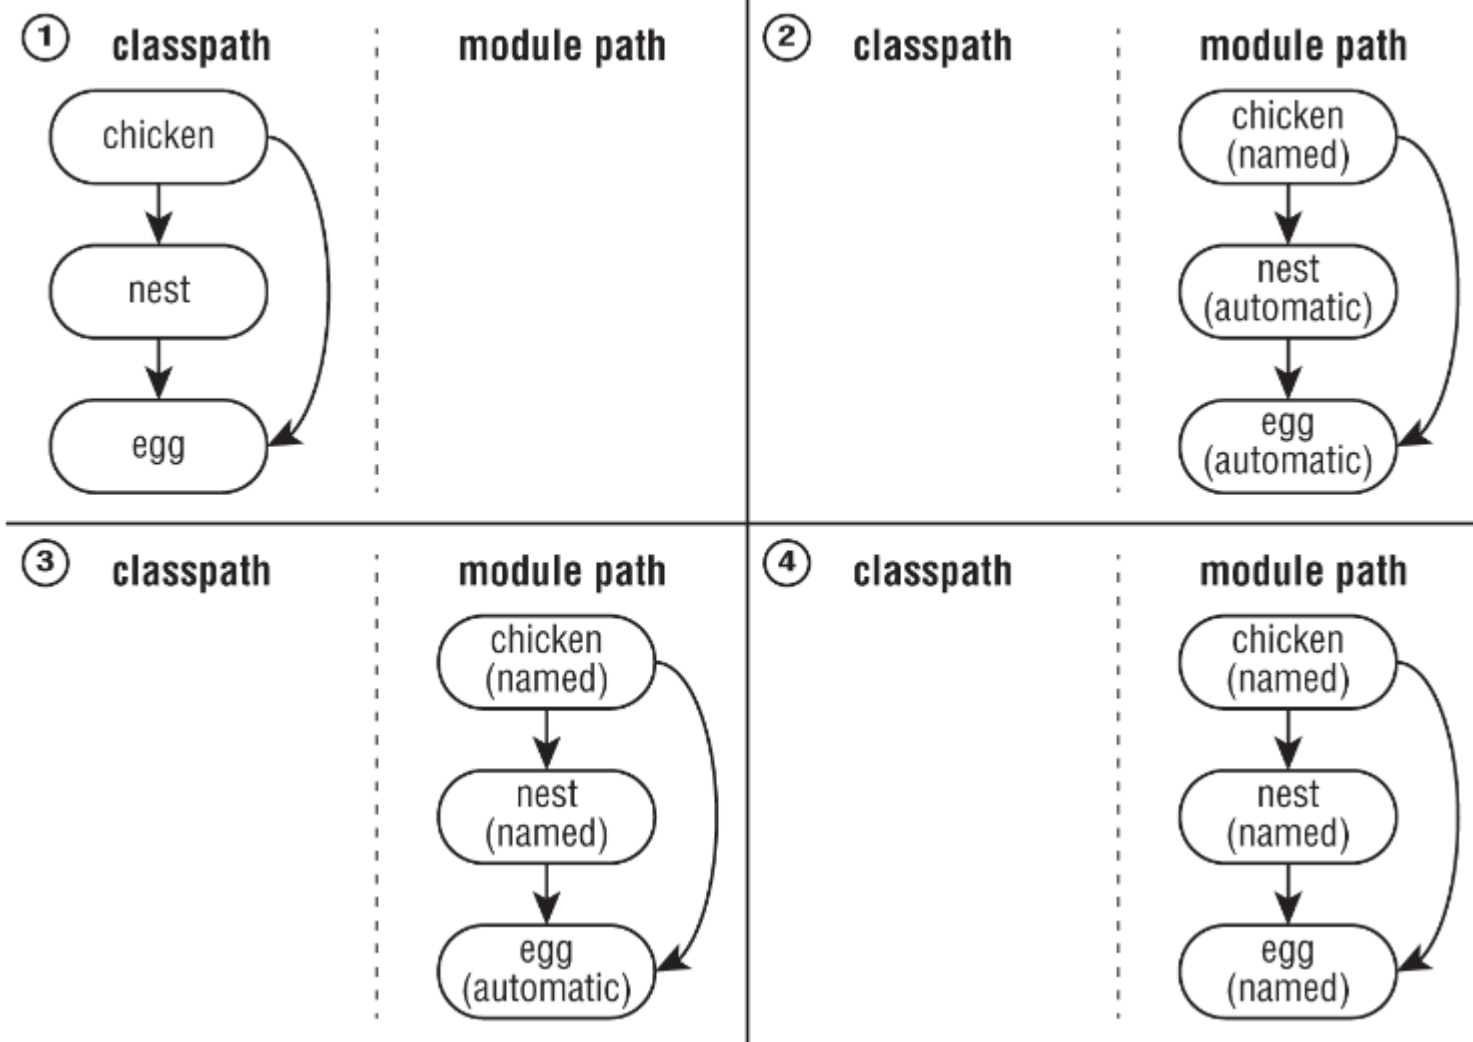 1
classpath
module path
chicken
nest
egg
2
classpath
module path
chicken
(named)
nest
(automatic)
egg
(automatic)
3
classpath
module path
chicken
(named)
nest
(named)
egg
(automatic)
4
classpath
module path
chicken
(named)
nest
(named)
egg
(named)